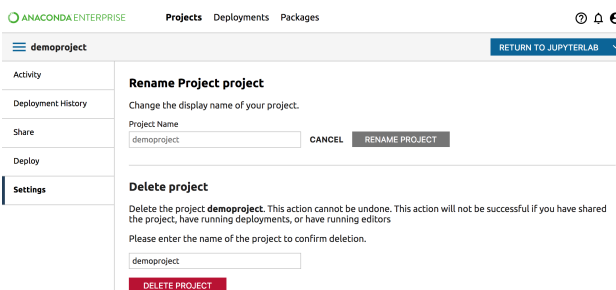 ANACONDA ENTERPRISE Projects Deployments Packages
demoproject RETURN TO JUPYTERLAB
Activity
Deployment History
Share
Deploy
Settings
Rename Project project
Change the display name of your project.
Project Name
demoproject CANCEL RENAME PROJECT
Delete project
Delete the project demoproject. This action cannot be undone. This action will not be successful if you have shared
the project, have running deployments, or have running editors
Please enter the name of the project to confirm deletion.
demoproject
DELETE PROJECT